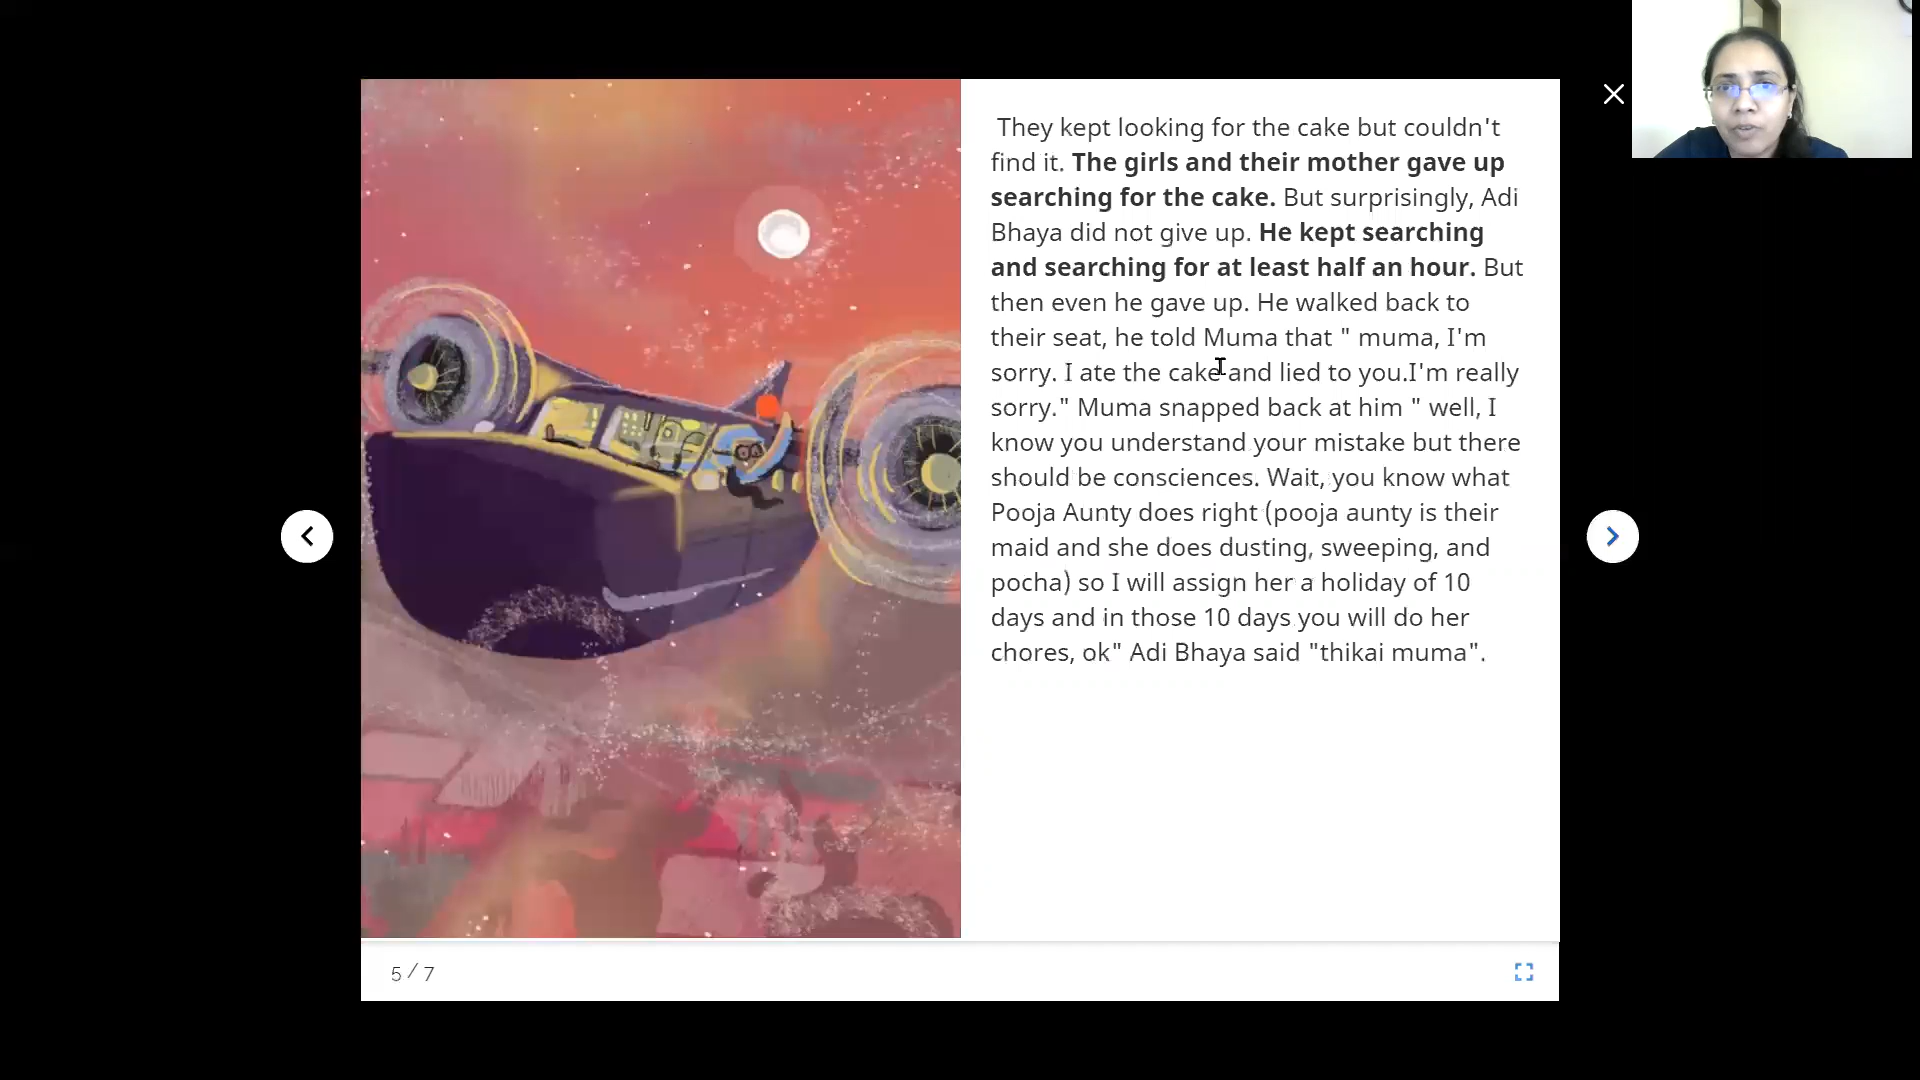 They kept looking for the cake but couldn't
find it. The girls and their mother gave up
searching for the cake. But surprisingly, Adi
Bhaya did not give up. He kept searching
and searching for at least half an hour. But
then even he gave up. He walked back to
their seat, he told Muma that " muma, I'm
sorry. I ate the cake and lied to you.I'm really
sorry." Muma snapped back at him " well, I
know you understand your mistake but there
should be consciences. Wait, you know what
Pooja Aunty does right (pooja aunty is their
maid and she does dusting, sweeping, and
pocha) so I will assign her a holiday of 10
days and in those 10 days you will do her
chores, ok" Adi Bhaya said "thikai muma".
5 / 7